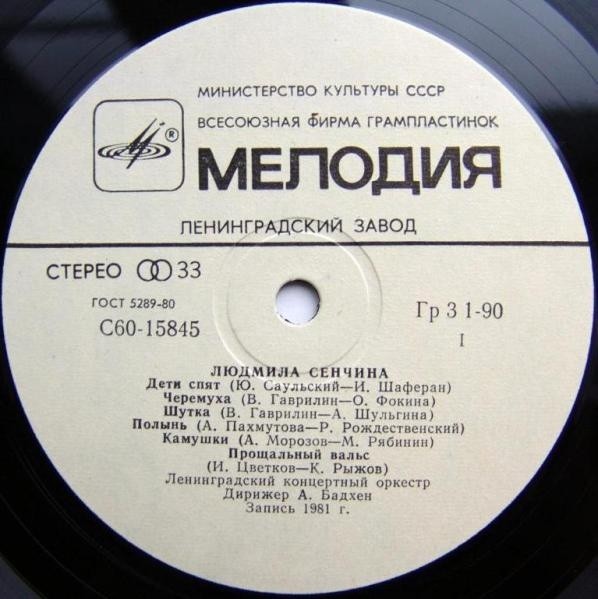 МИНИСТЕРСТВО КУЛЬТУРЫ СССР
ВСЕСОЮЗНАЯ ФИРМА ГРАМПЛАСТИНОК
®
МЕЛОДИЯ
ЛЕНИНГРАДСКИЙ ЗАВОД
СТЕРЕО 33
ГОСТ 5289-80
С60-15845
Гр 3 1-90
I
ЛЮДМИЛА СЕНЧИНА
Дети спят (Ю. Саульский—И. Шаферан)
Черемуха (В. Гаврилин—О. Фокина)
Шутка (В. Гаврилин—А. Шульгина)
Полынь (А. Пахмутова—Р. Рождественский)
Камушки (А. Морозов—М. Рябинин)
Прощальный вальс
(И. Цветков—К. Рыжов)
Ленинградский концертный оркестр
Дирижер А. Бадхен
Запись 1981 г.